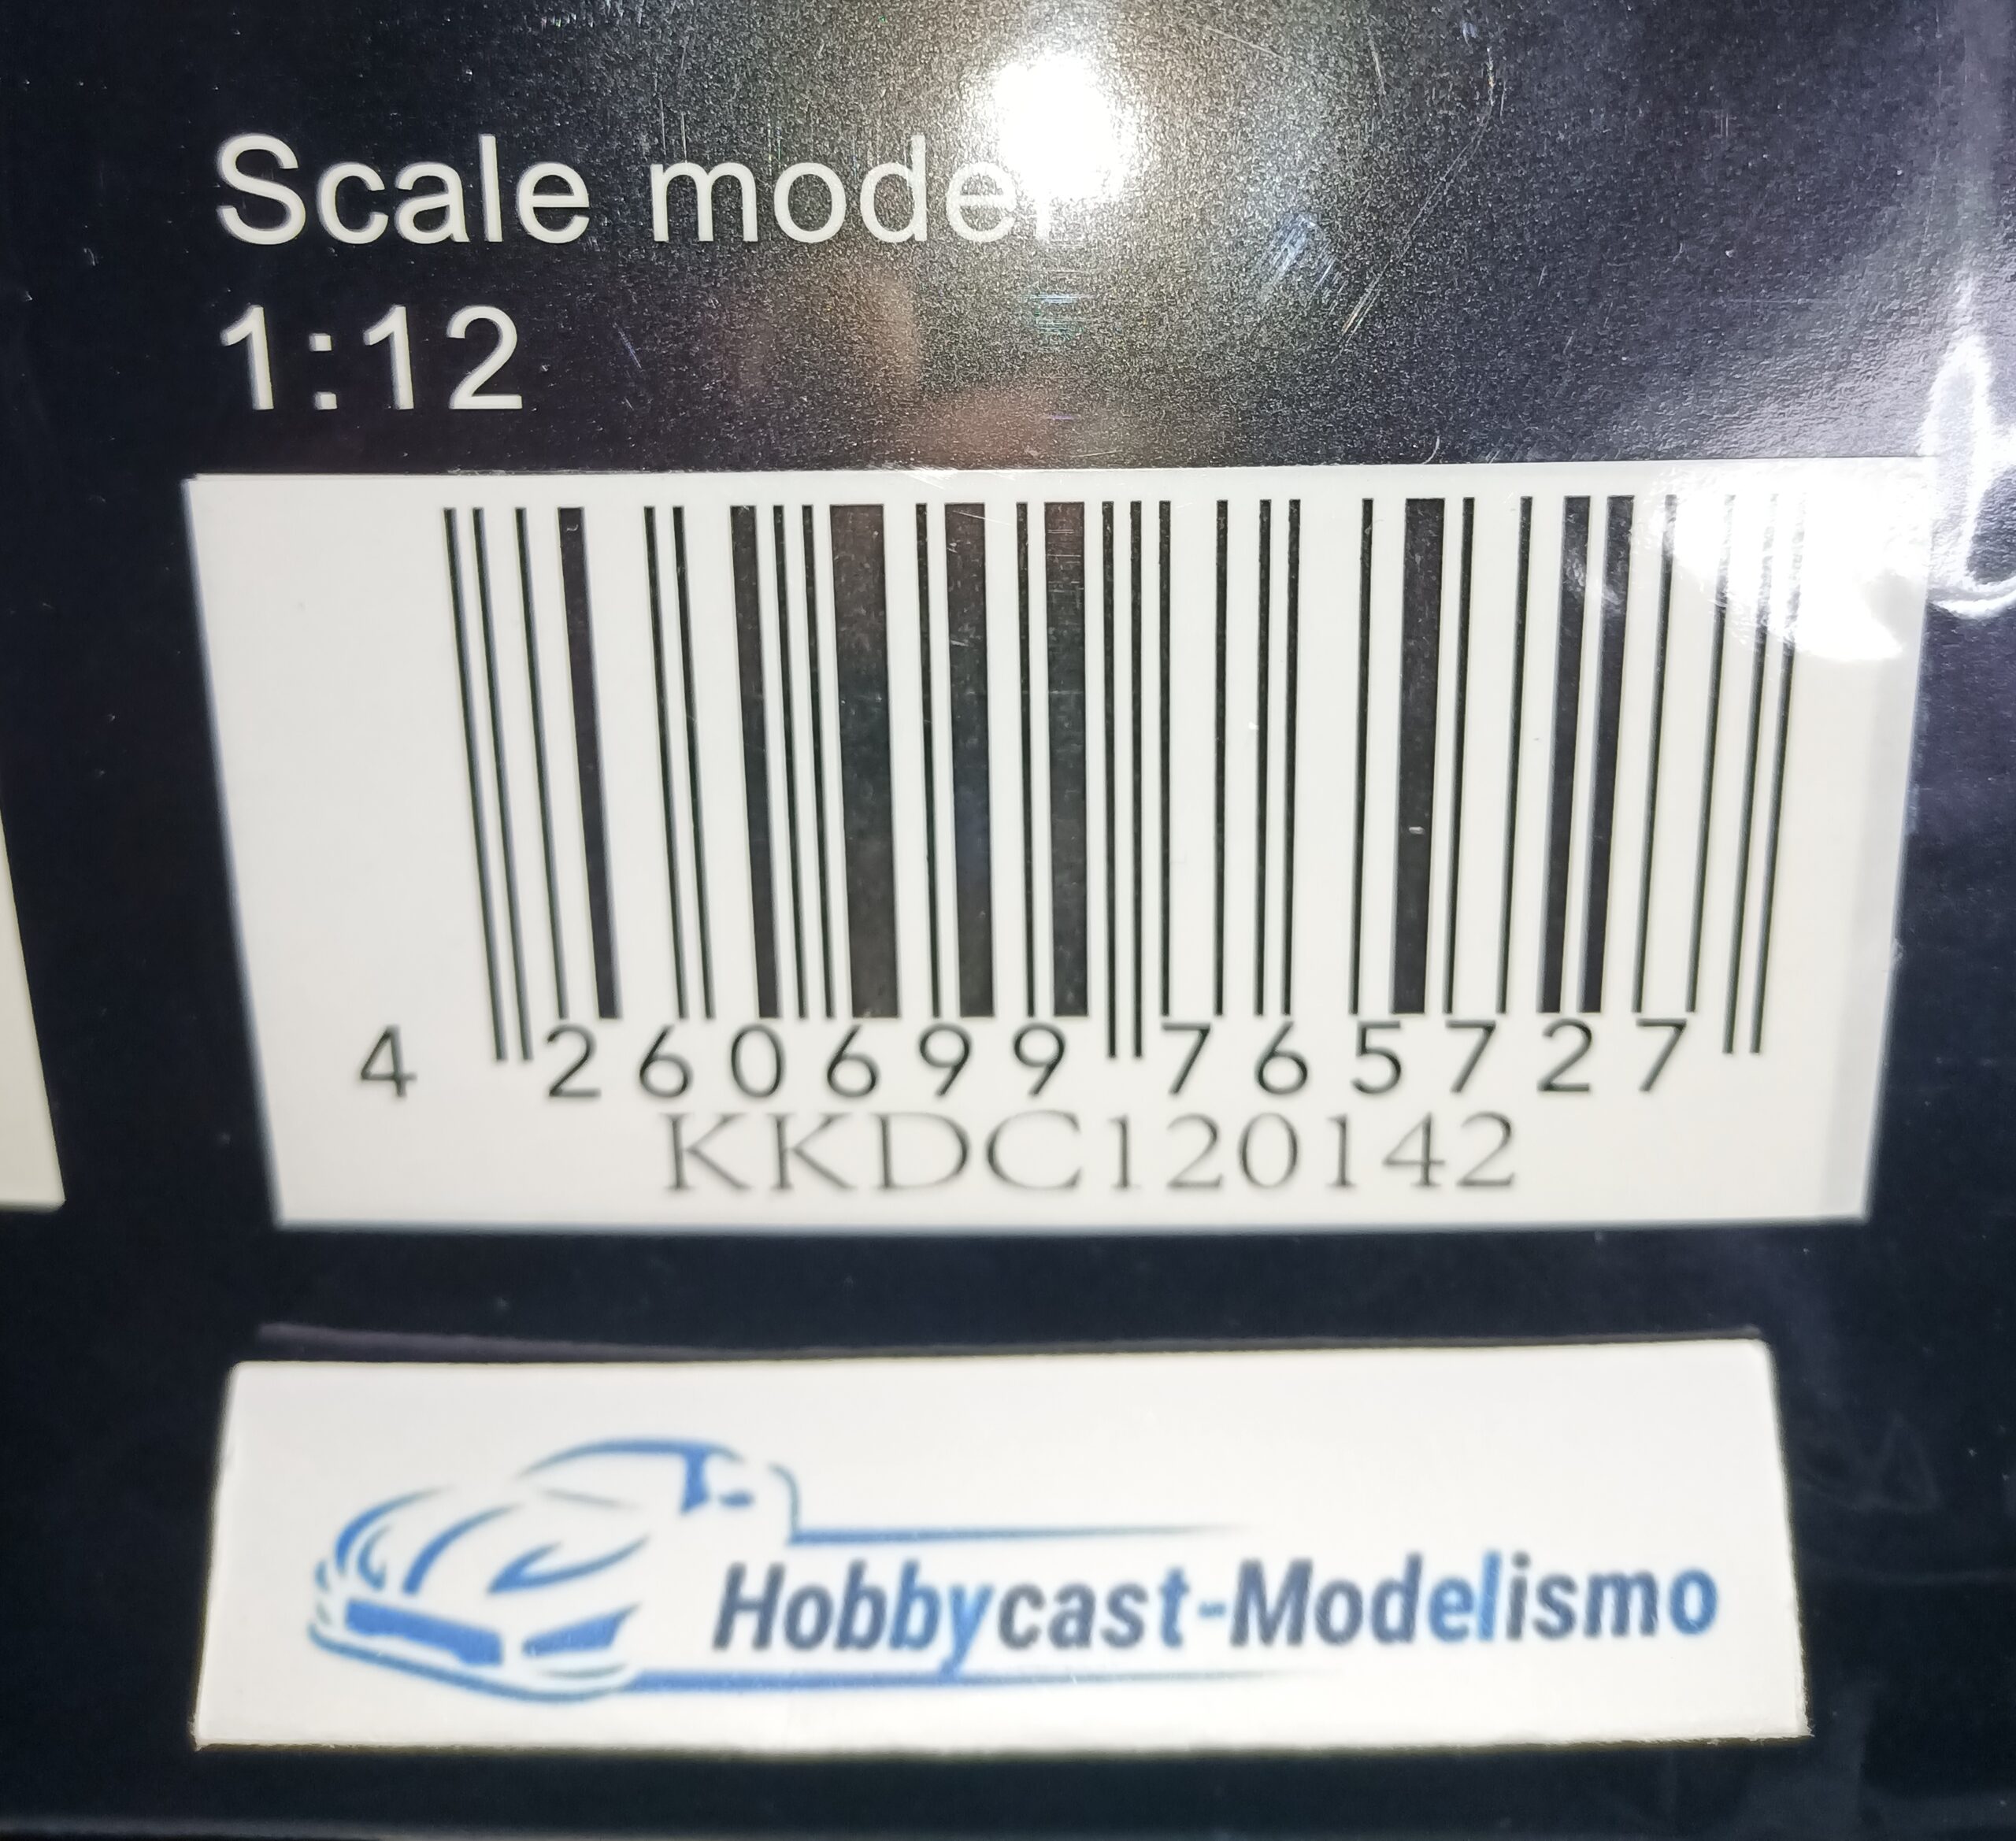 Scale model
1:12
4 260699 765727
KKDC120142
Hobbycast-Modelismo